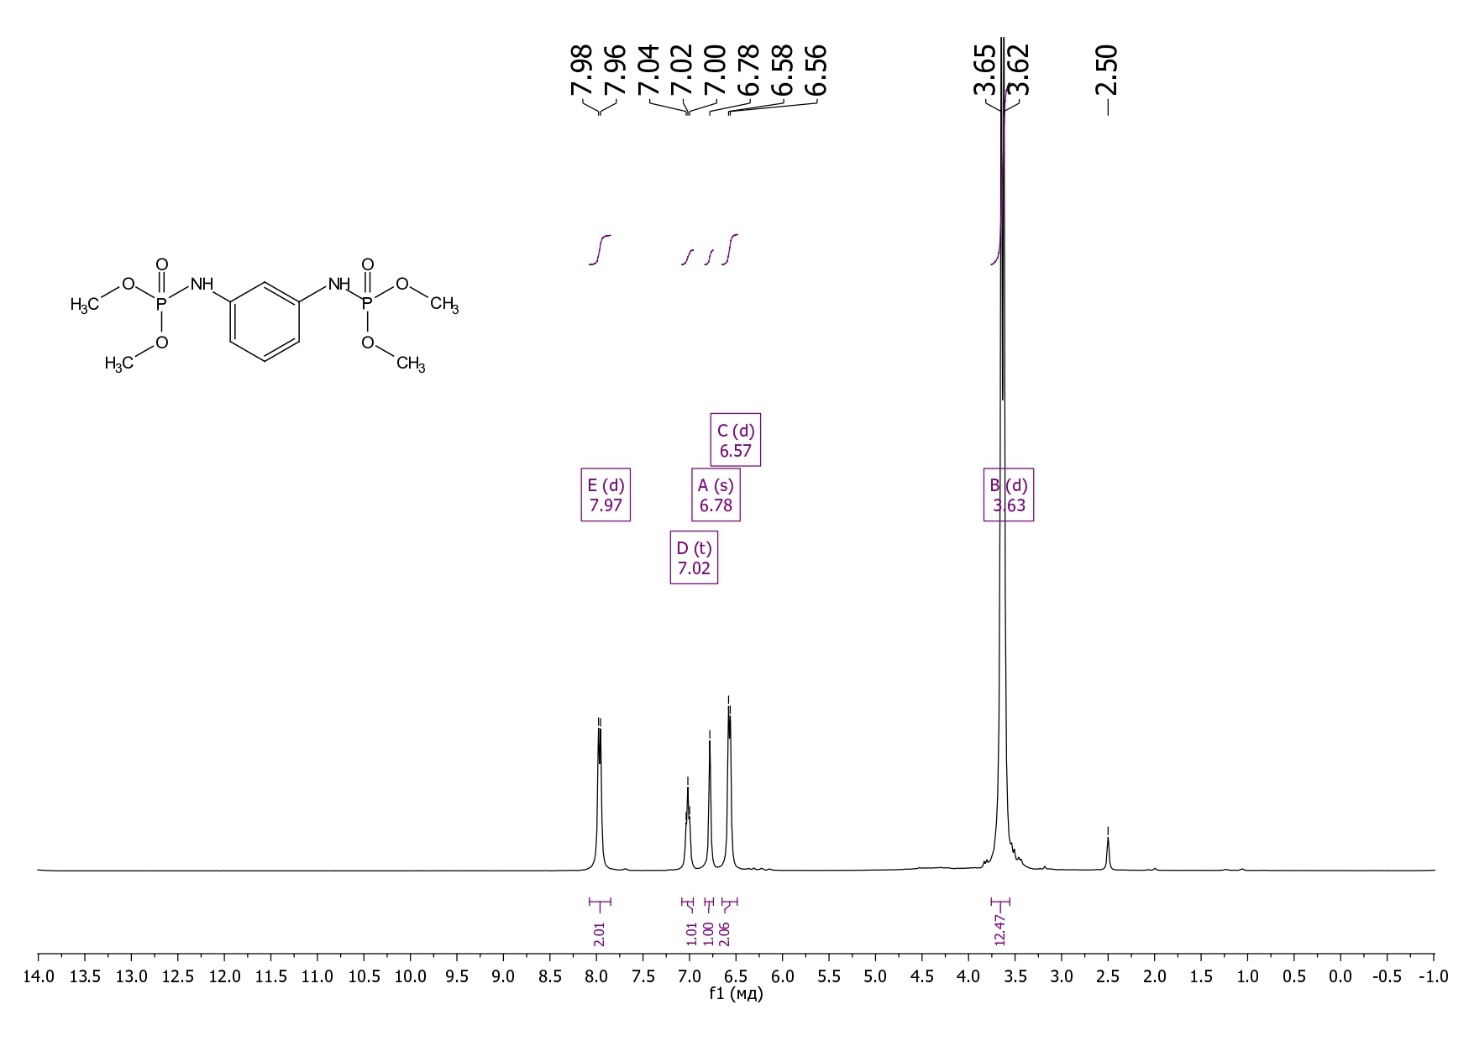 7.98
7.96
7.04
7.02
7.00
6.78
6.58
6.56
3.65
3.62
2.50
O
O
H3C
O
P
NH
NH
P
O
CH3
H3C
O
O
CH3
C (d)
6.57
E (d)
7.97
A (s)
6.78
B (d)
3.63
D (t)
7.02
2.01
1.01
1.00
2.06
12.47
14.0 13.5 13.0 12.5 12.0 11.5 11.0 10.5 10.0 9.5 9.0 8.5 8.0 7.5 7.0 6.5 6.0 5.5 5.0 4.5 4.0 3.5 3.0 2.5 2.0 1.5 1.0 0.5 0.0 -0.5 -1.0
f1 (мд)